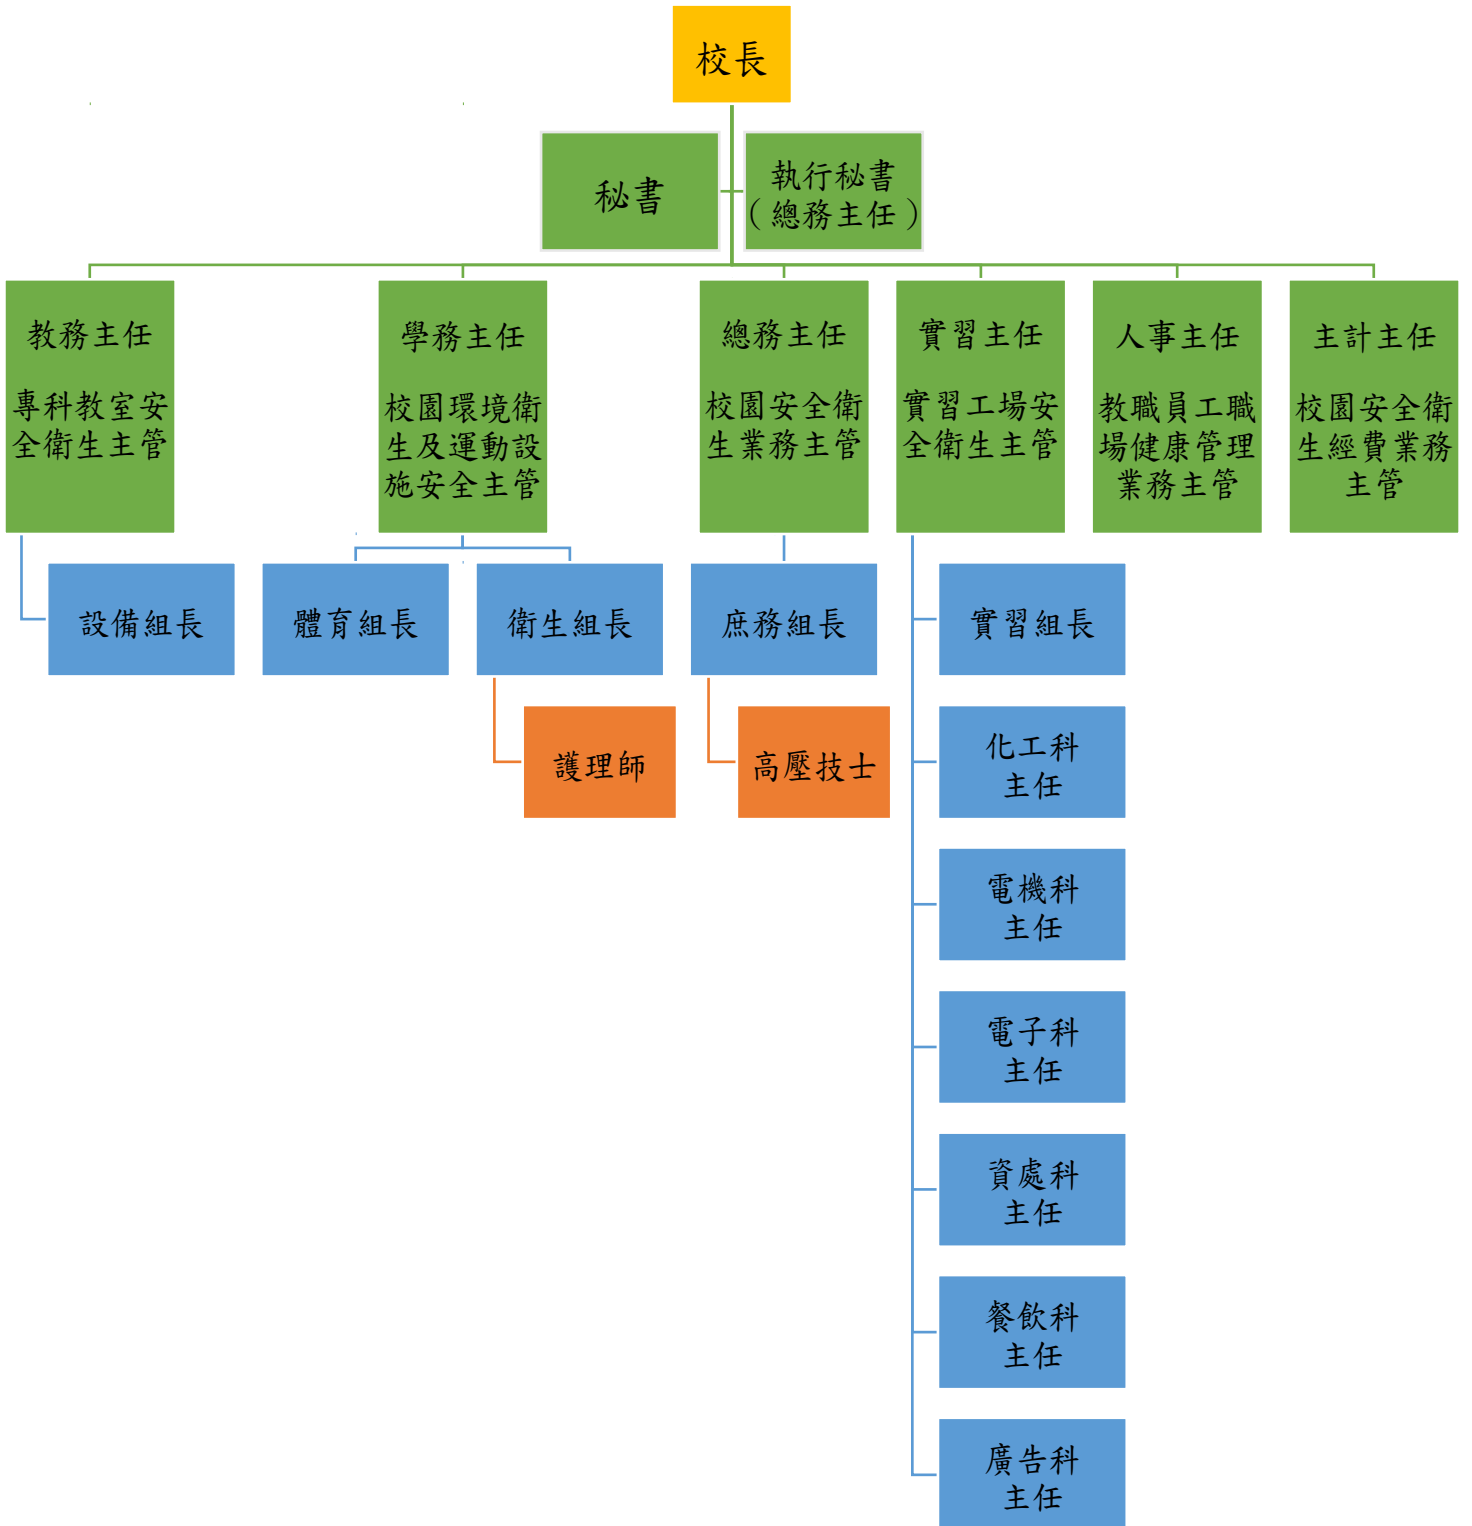 校長
秘書
執行秘書
（總務主任）
教務主任
專科教室安
全衛生主管
學務主任
校園環境衛
生及運動設
施安全主管
總務主任
校園安全衛
生業務主管
實習主任
實習工場安
全衛生主管
人事主任
教職員工職
場健康管理
業務主管
主計主任
校園安全衛
生經費業務
主管
設備組長
體育組長
衛生組長
庶務組長
實習組長
護理師
高壓技士
化工科
主任
電機科
主任
電子科
主任
資處科
主任
餐飲科
主任
廣告科
主任